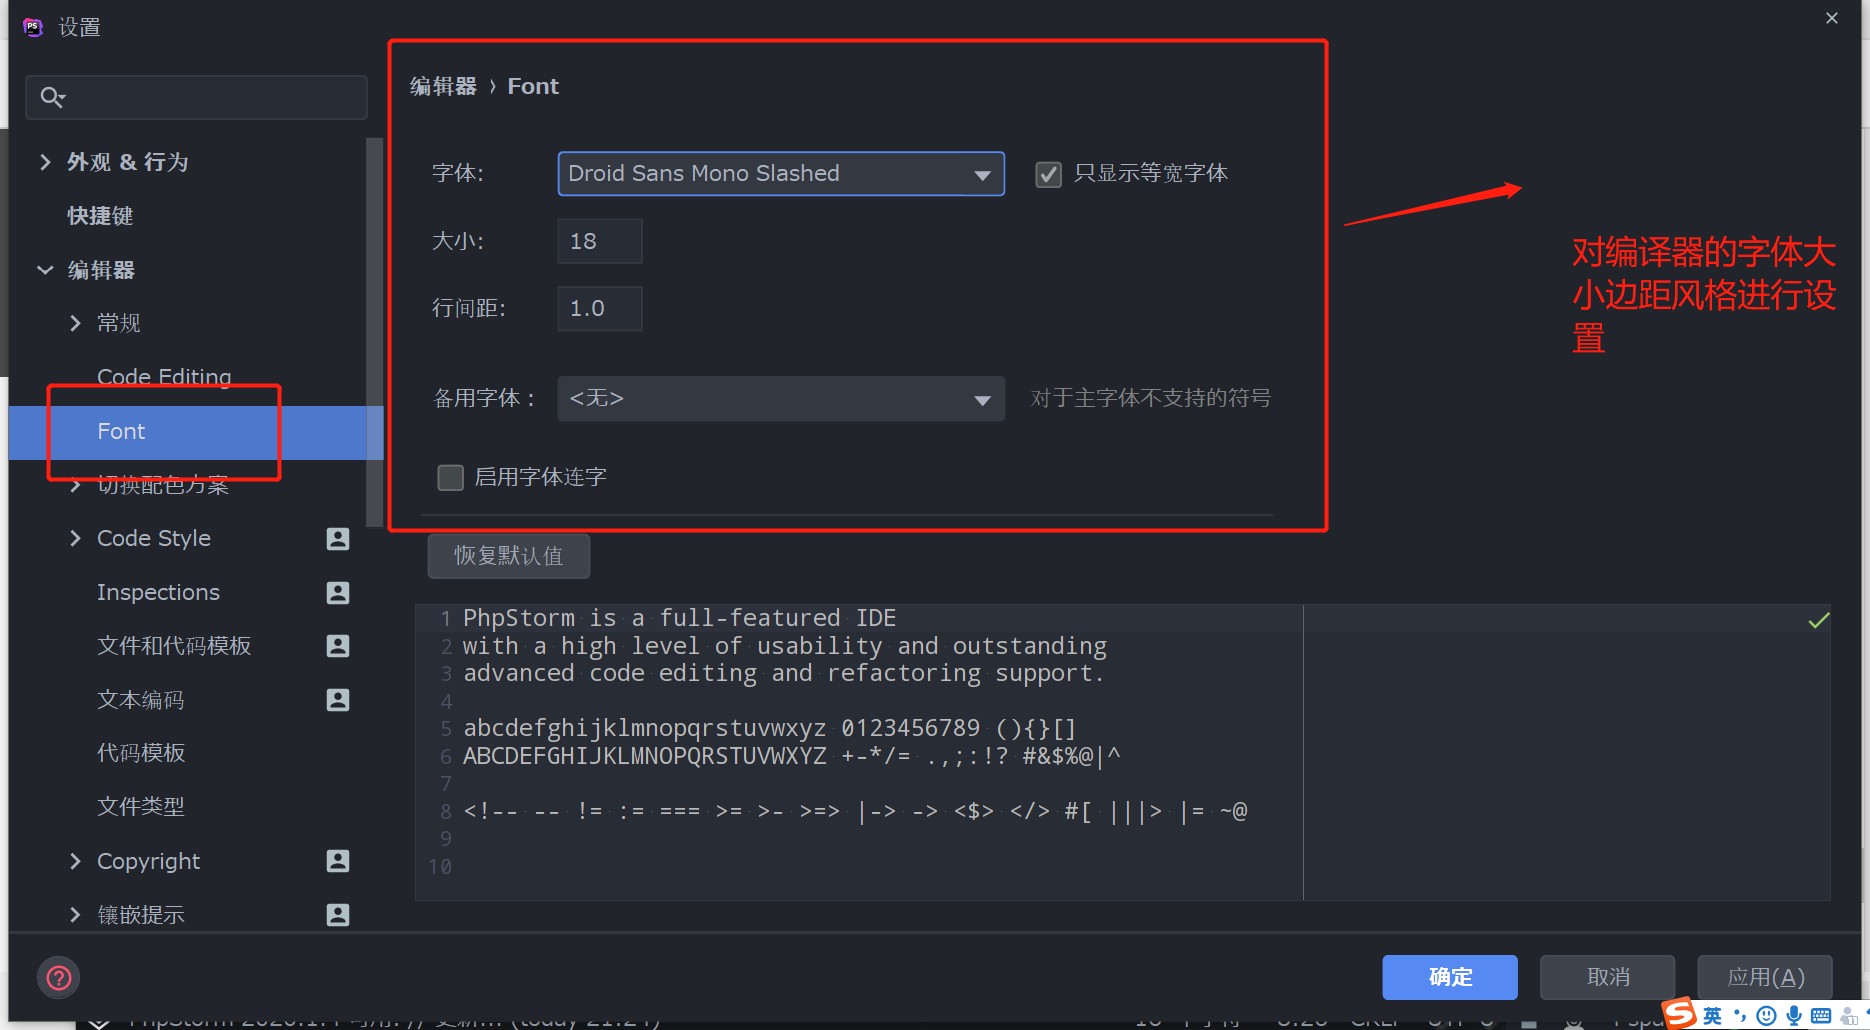 设置
编辑器 › Font
外观 & 行为
快捷键
编辑器
常规
Code Editing
Font
切换配色方案
Code Style
Inspections
文件和代码模板
文本编码
代码模板
文件类型
Copyright
镶嵌提示
字体: Droid Sans Mono Slashed 只显示等宽字体
大小: 18
行间距: 1.0
备用字体： <无> 对于主字体不支持的符号
启用字体连字
恢复默认值
对编译器的字体大
小边距风格进行设
置
1 PhpStorm is a full-featured IDE
2 with a high level of usability and outstanding
3 advanced code editing and refactoring support.
4
5 abcdefghijklmnopqrstuvwxyz 0123456789 (){}[]
6 ABCDEFGHIJKLMNOPQRSTUVWXYZ +-*/= .,;:!? #&$%@|^
7
8 <!-- -- != := === >= >- >=> |-> -> <$> </> #[ |||> |= ~@
9
10
确定 取消 应用(A)
英